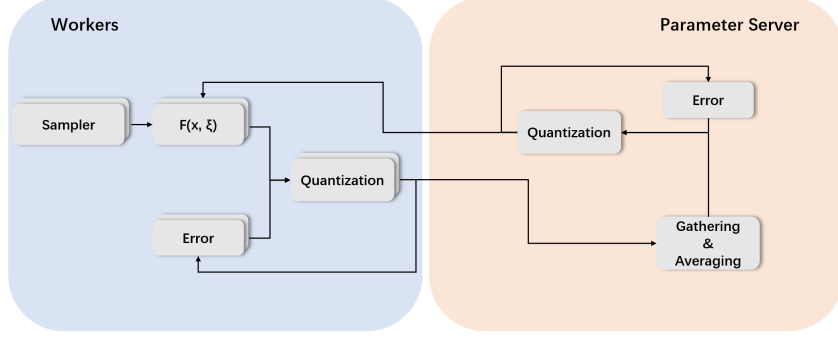 Workers
Sampler
F(x, ξ)
Quantization
Error
Parameter Server
Error
Quantization
Gathering
&
Averaging